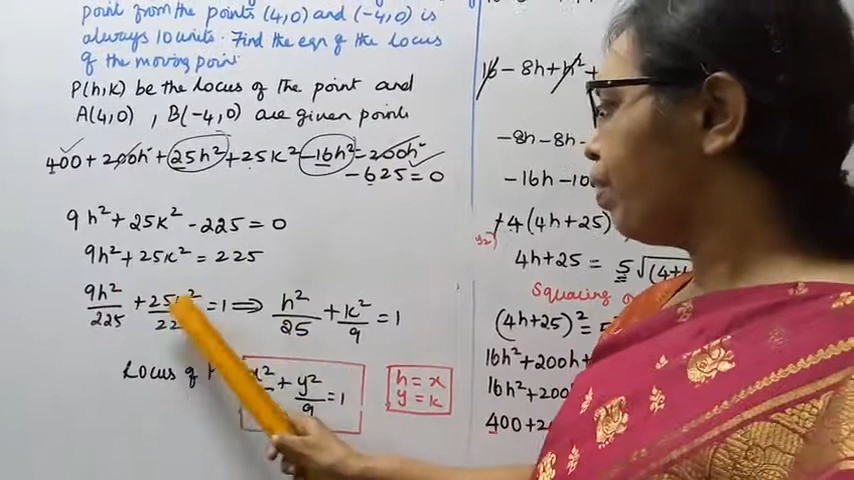 point from the points (4,0) and (-4,0) is
always 10 units. Find the eqn of the locus
of the moving point.
P(h,k) be the locus of the point and
A(4,0) , B(-4,0) are given points.
400 + 200h + 25h² + 25k² - 16h² - 200h
- 625 = 0
9h² + 25k² - 225 = 0
9h² + 25k² = 225
9h²/225 + 25k²/22 = 1 ⇒ h²/25 + k²/9 = 1
Locus of
x² + y²/9 = 1
h = x
y = k
16 - 8h + h² +
-8h - 8h
-16h - 10
+4(4h + 25)
4h + 25 = 5√(4
Squaring o
(4h + 25)² = 5
16h² + 200h
16h² + 200
400 + 2